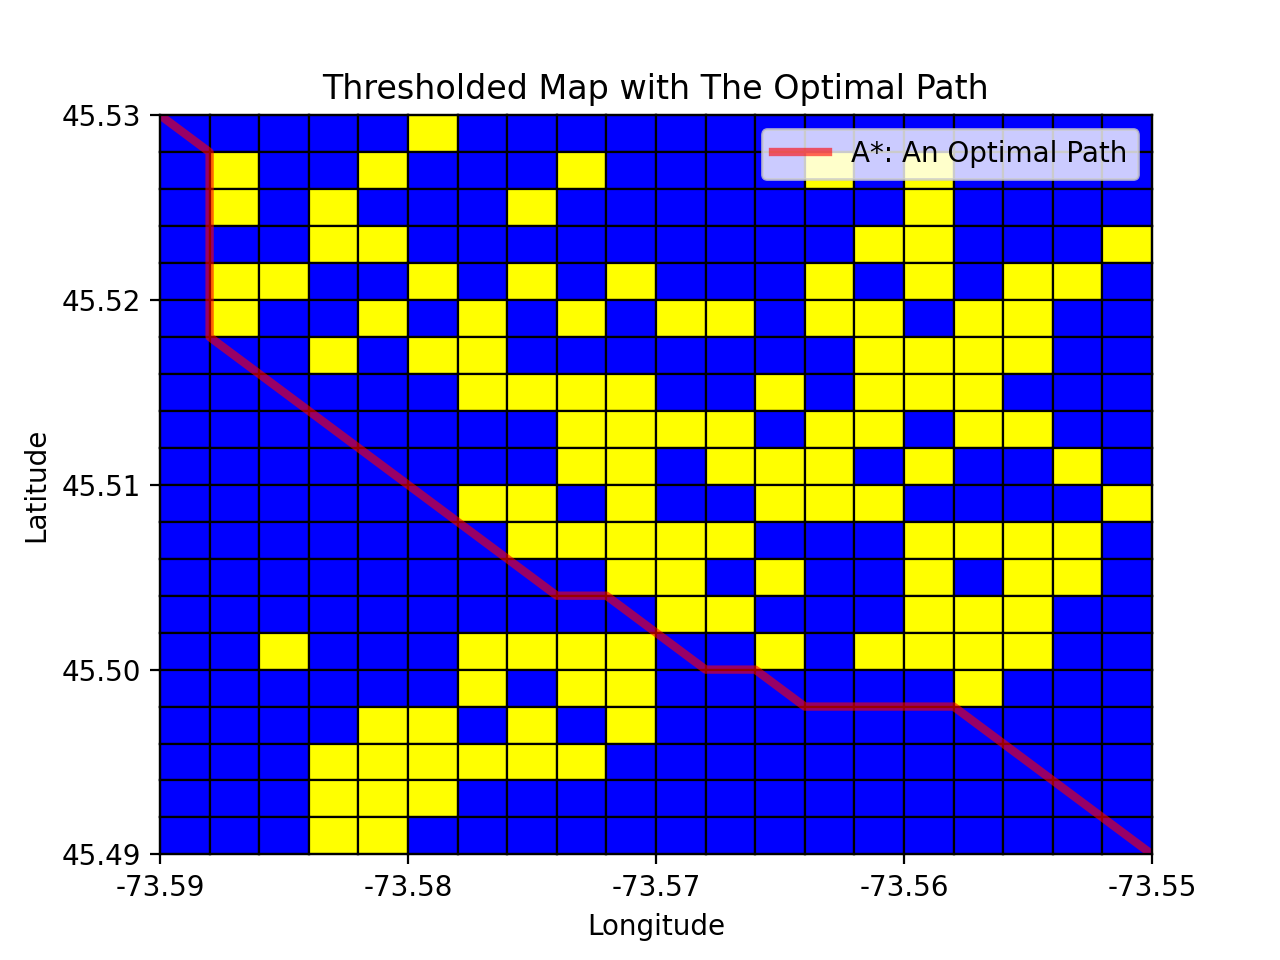 Thresholded Map with The Optimal Path
A*: An Optimal Path
45.53
45.52
45.51
45.50
45.49
Latitude
-73.59 -73.58 -73.57 -73.56 -73.55
Longitude